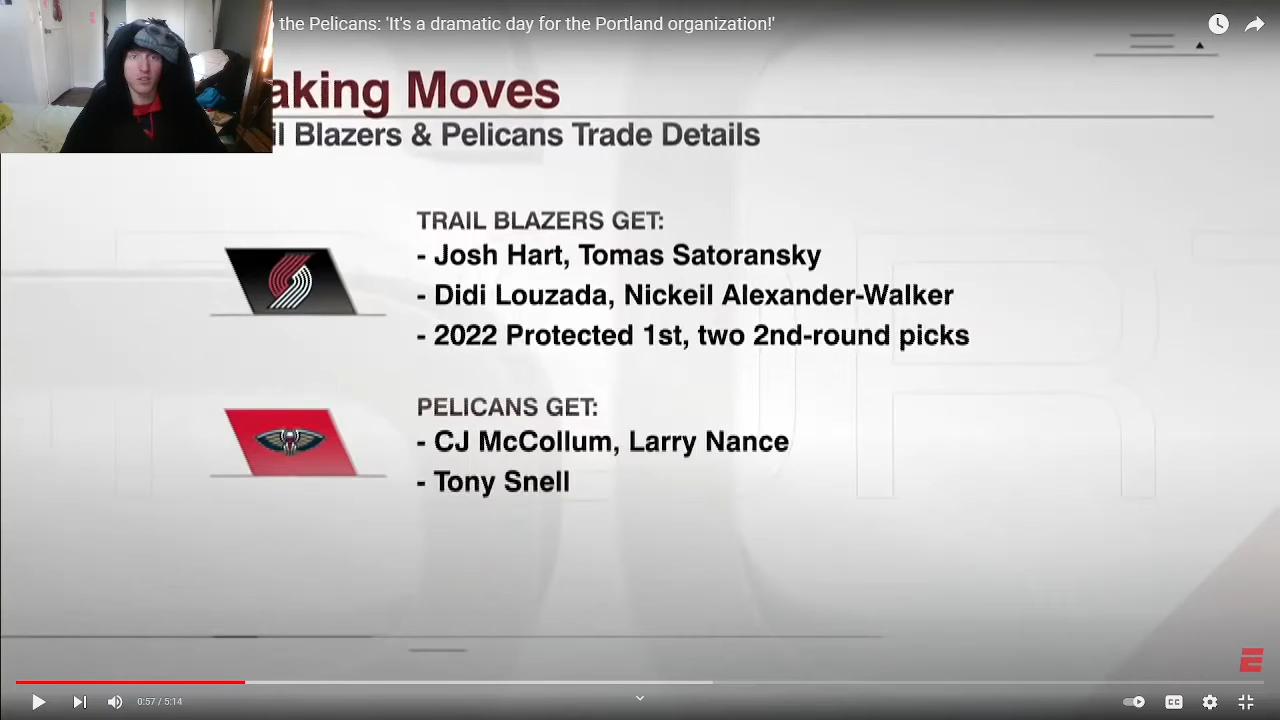 the Pelicans: 'It's a dramatic day for the Portland organization!'
aking Moves
il Blazers & Pelicans Trade Details
TRAIL BLAZERS GET:
- Josh Hart, Tomas Satoransky
- Didi Louzada, Nickeil Alexander-Walker
- 2022 Protected 1st, two 2nd-round picks
PELICANS GET:
- CJ McCollum, Larry Nance
- Tony Snell
E
0:57 / 5:14
CC